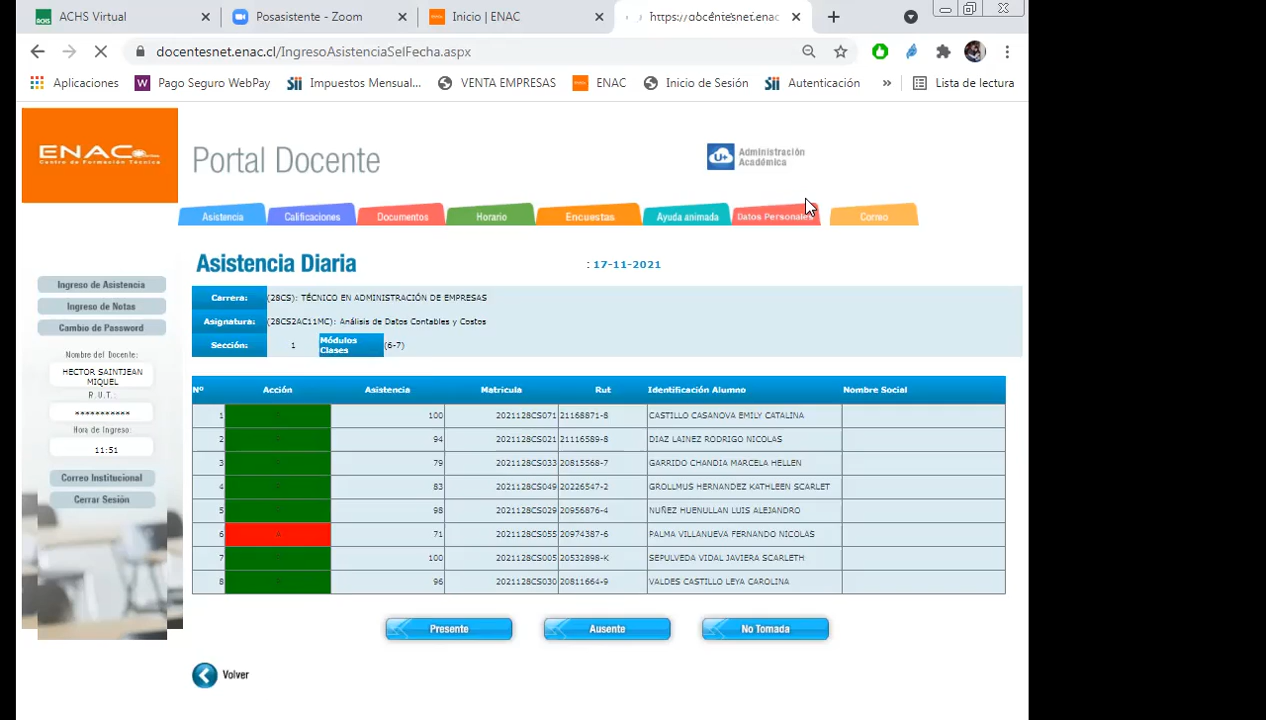 ACHS Virtual
Posasistente - Zoom
Inicio | ENAC
docentesnet.enac.cl/IngresoAsistenciaSelFecha.aspx
Aplicaciones Pago Seguro WebPay Sii Impuestos Mensual... VENTA EMPRESAS ENAC Inicio de Sesión Sii Autenticación » Lista de lectura
ENAC
Centro de Formación Técnica
Portal Docente
U+ Administración
Académica
Asistencia Calificaciones Documentos Horario Encuestas Ayuda animada Datos Personales Correo
Asistencia Diaria : 17-11-2021
Ingreso de Asistencia
Ingreso de Notas
Cambio de Password
Nombre del Docente:
HECTOR SAINTJEAN
MIQUEL
R.U.T.:
***********
Hora de Ingreso:
11:51
Correo Institucional
Cerrar Sesión
Carrera: (28CS): TÉCNICO EN ADMINISTRACIÓN DE EMPRESAS
Asignatura: (28CS2AC11MC): Análisis de Datos Contables y Costos
Sección: 1 Módulos Clases (6-7)
Nº Acción Asistencia Matricula Rut Identificación Alumno Nombre Social
1 100 2021128CS071 21168871-8 CASTILLO CASANOVA EMILY CATALINA
2 94 2021128CS021 21116589-8 DIAZ LAINEZ RODRIGO NICOLAS
3 79 2021128CS033 20815568-7 GARRIDO CHANDIA MARCELA HELLEN
4 83 2021128CS049 20226547-2 GROLLMUS HERNANDEZ KATHLEEN SCARLET
5 98 2021128CS029 20956876-4 NUÑEZ HUENULLAN LUIS ALEJANDRO
6 A 71 2021128CS055 20974387-6 PALMA VILLANUEVA FERNANDO NICOLAS
7 100 2021128CS005 20532898-K SEPULVEDA VIDAL JAVIERA SCARLETH
8 96 2021128CS030 20811664-9 VALDES CASTILLO LEYA CAROLINA
Presente Ausente No Tomada
Volver